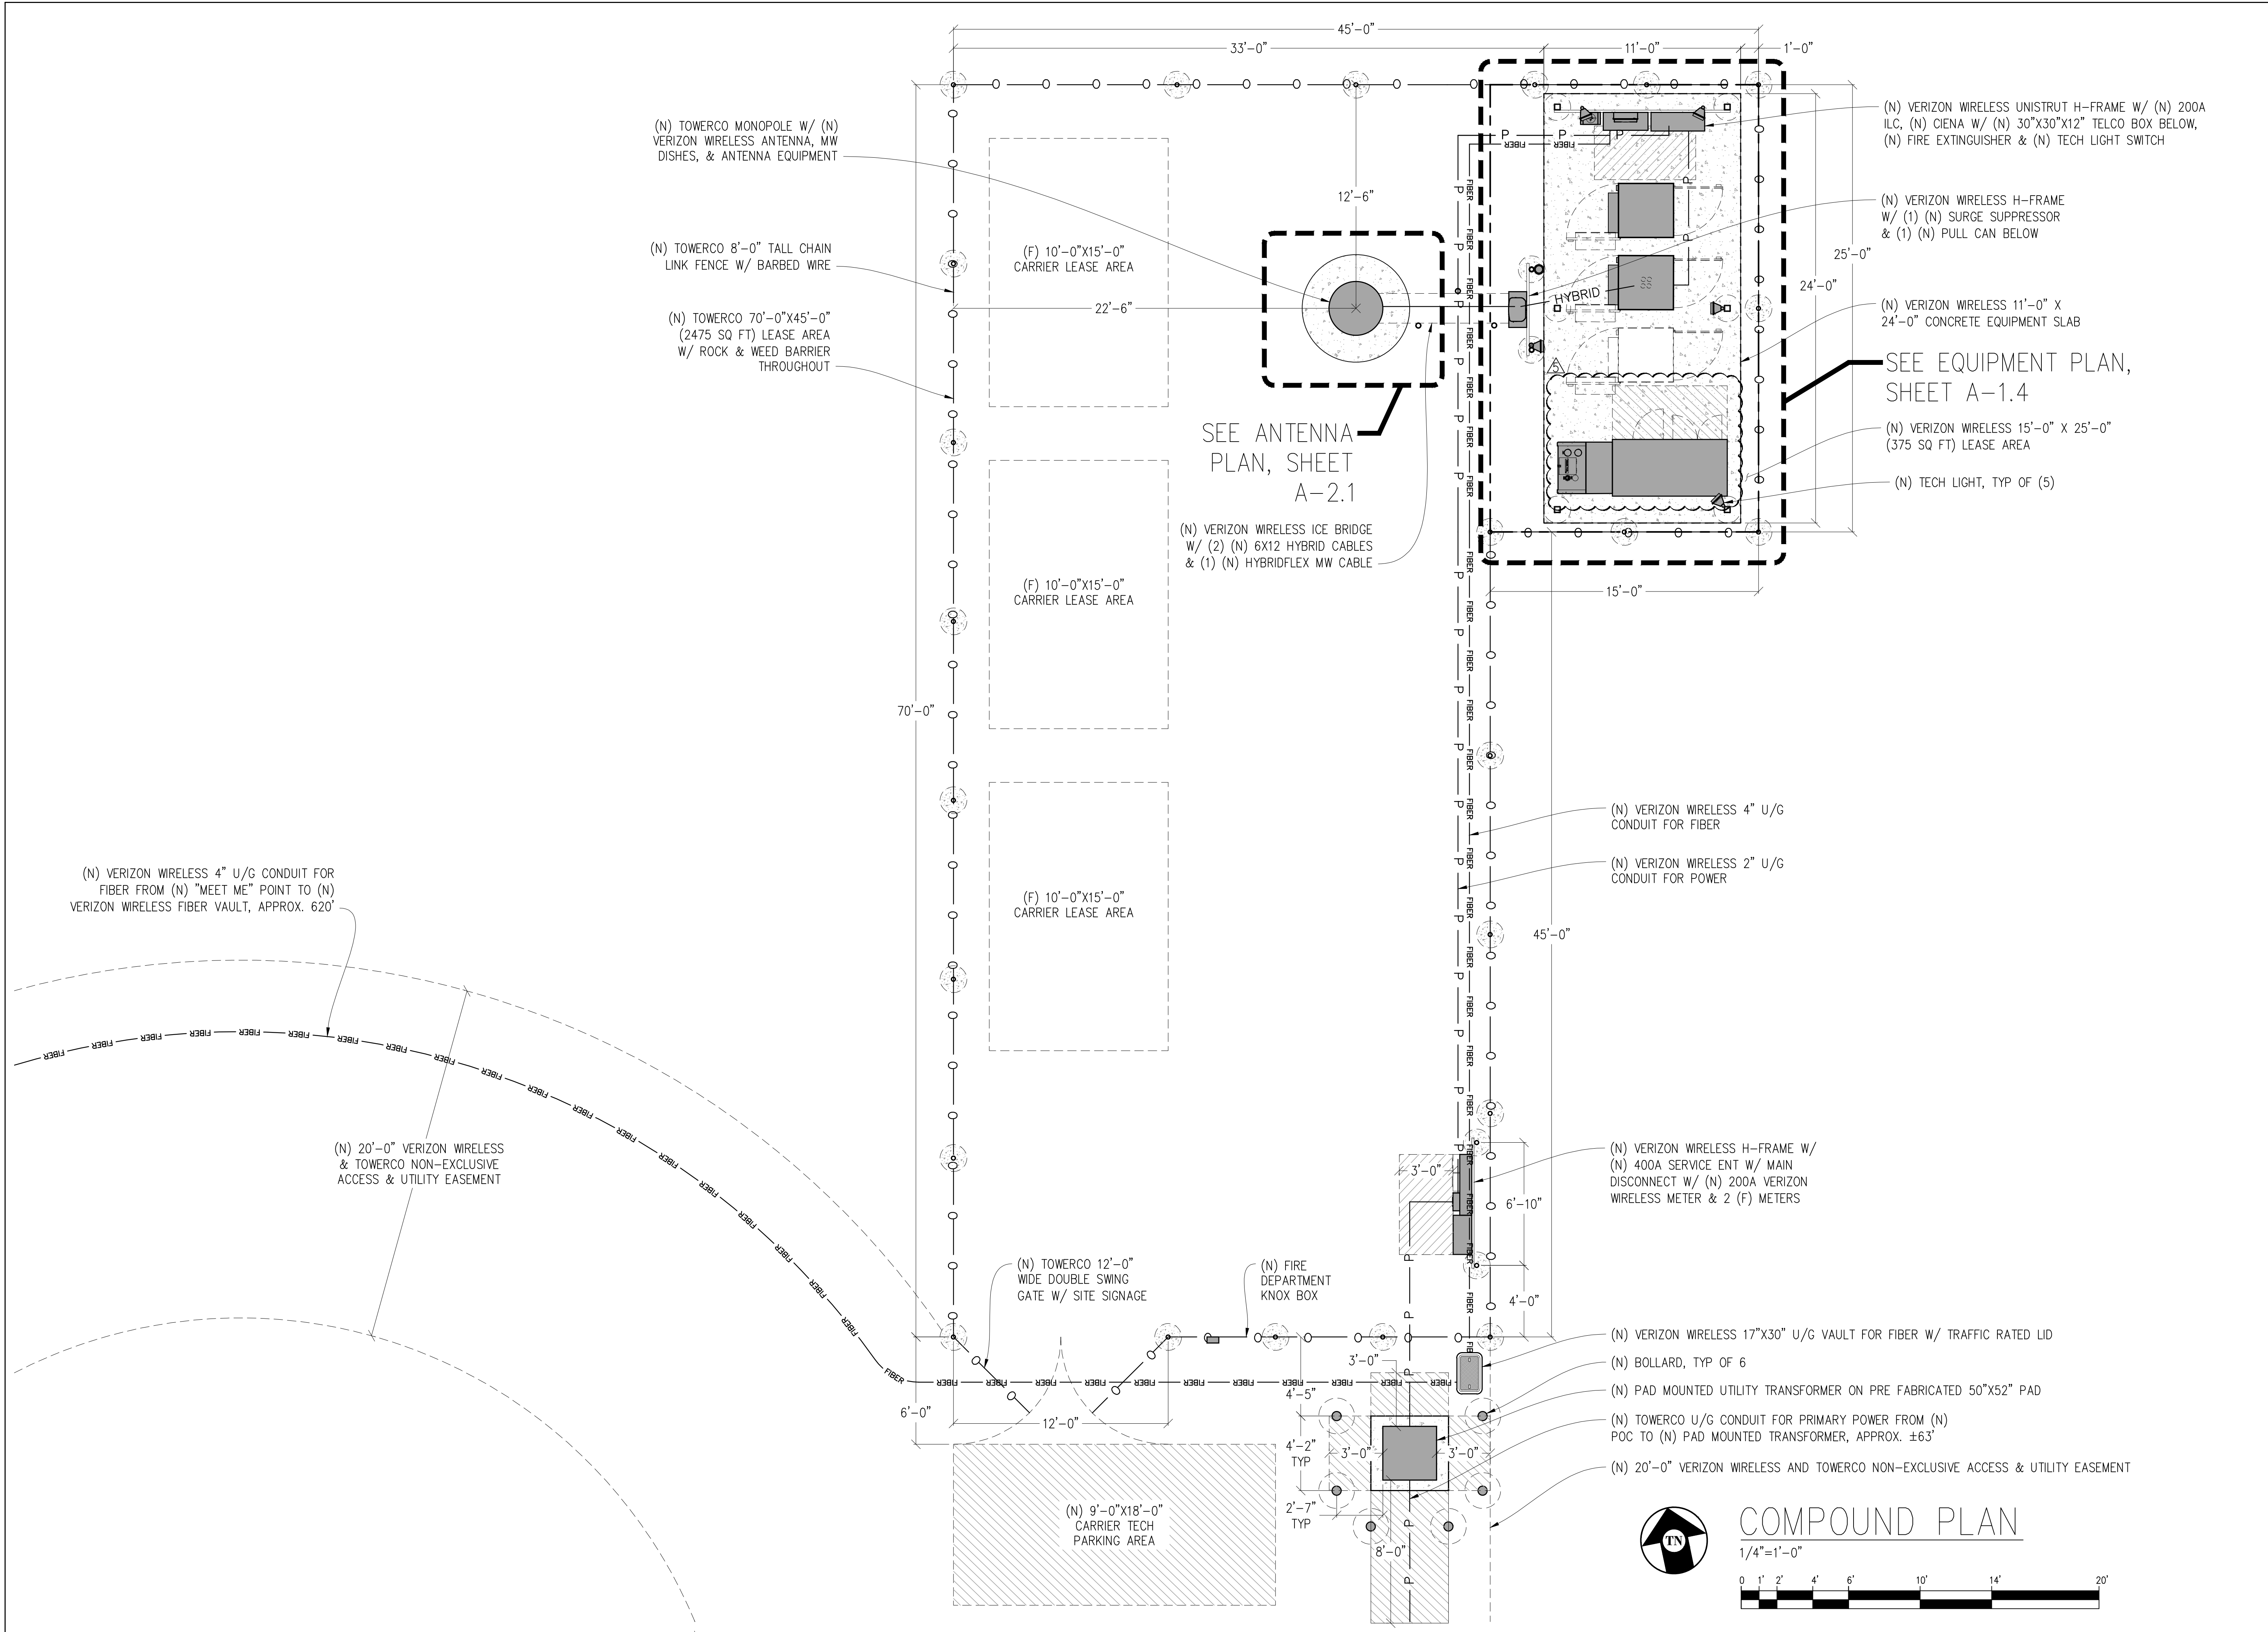 45'-0"
33'-0"
11'-0"
1'-0"
(N) TOWERCO MONOPOLE W/ (N)
VERIZON WIRELESS ANTENNA, MW
DISHES, & ANTENNA EQUIPMENT
(N) TOWERCO 8'-0" TALL CHAIN
LINK FENCE W/ BARBED WIRE
(N) TOWERCO 70'-0"X45'-0"
(2475 SQ FT) LEASE AREA
W/ ROCK & WEED BARRIER
THROUGHOUT
(F) 10'-0"X15'-0"
CARRIER LEASE AREA
12'-6"
22'-6"
HYBRID
5
P
FIBER
(N) VERIZON WIRELESS UNISTRUT H-FRAME W/ (N) 200A
ILC, (N) CIENA W/ (N) 30"X30"X12" TELCO BOX BELOW,
(N) FIRE EXTINGUISHER & (N) TECH LIGHT SWITCH
(N) VERIZON WIRELESS H-FRAME
W/ (1) (N) SURGE SUPPRESSOR
& (1) (N) PULL CAN BELOW
25'-0"
24'-0"
(N) VERIZON WIRELESS 11'-0" X
24'-0" CONCRETE EQUIPMENT SLAB
SEE EQUIPMENT PLAN,
SHEET A-1.4
(N) VERIZON WIRELESS 15'-0" X 25'-0"
(375 SQ FT) LEASE AREA
(N) TECH LIGHT, TYP OF (5)
SEE ANTENNA
PLAN, SHEET
A-2.1
(N) VERIZON WIRELESS ICE BRIDGE
W/ (2) (N) 6X12 HYBRID CABLES
& (1) (N) HYBRIDFLEX MW CABLE
15'-0"
(F) 10'-0"X15'-0"
CARRIER LEASE AREA
70'-0"
(N) VERIZON WIRELESS 4" U/G
CONDUIT FOR FIBER
(N) VERIZON WIRELESS 2" U/G
CONDUIT FOR POWER
(N) VERIZON WIRELESS 4" U/G CONDUIT FOR
FIBER FROM (N) "MEET ME" POINT TO (N)
VERIZON WIRELESS FIBER VAULT, APPROX. 620'
(F) 10'-0"X15'-0"
CARRIER LEASE AREA
45'-0"
(N) 20'-0" VERIZON WIRELESS
& TOWERCO NON-EXCLUSIVE
ACCESS & UTILITY EASEMENT
3'-0"
6'-10"
(N) VERIZON WIRELESS H-FRAME W/
(N) 400A SERVICE ENT W/ MAIN
DISCONNECT W/ (N) 200A VERIZON
WIRELESS METER & 2 (F) METERS
(N) TOWERCO 12'-0"
WIDE DOUBLE SWING
GATE W/ SITE SIGNAGE
(N) FIRE
DEPARTMENT
KNOX BOX
4'-0"
(N) VERIZON WIRELESS 17"X30" U/G VAULT FOR FIBER W/ TRAFFIC RATED LID
(N) BOLLARD, TYP OF 6
(N) PAD MOUNTED UTILITY TRANSFORMER ON PRE FABRICATED 50"X52" PAD
(N) TOWERCO U/G CONDUIT FOR PRIMARY POWER FROM (N)
POC TO (N) PAD MOUNTED TRANSFORMER, APPROX. ±63'
(N) 20'-0" VERIZON WIRELESS AND TOWERCO NON-EXCLUSIVE ACCESS & UTILITY EASEMENT
3'-0"
4'-5"
6'-0"
12'-0"
4'-2"
TYP
3'-0"
3'-0"
2'-7"
TYP
8'-0"
(N) 9'-0"X18'-0"
CARRIER TECH
PARKING AREA
TN
COMPOUND PLAN
1/4"=1'-0"
0 1' 2' 4' 6' 10' 14' 20'